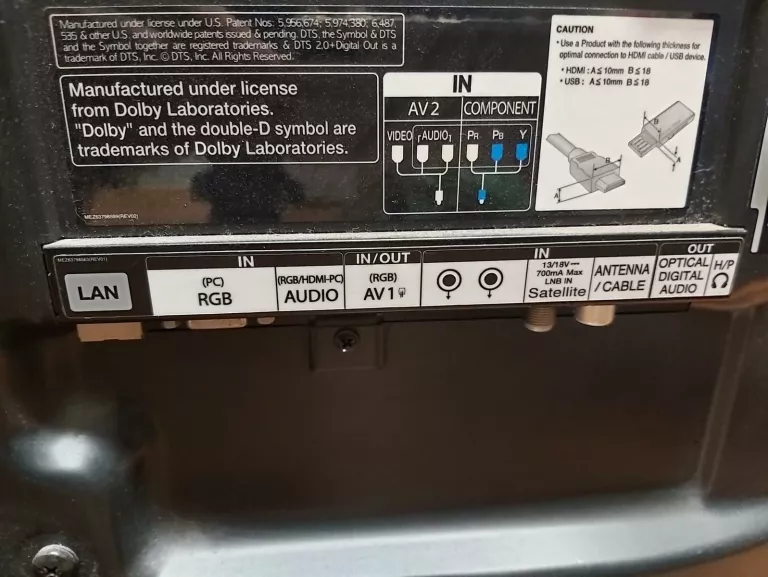 Manufactured under license under U.S. Patent Nos: 5,956,674; 5,974,380; 6,487,
535 & other U.S. and worldwide patents issued & pending. DTS, the Symbol & DTS
and the Symbol together are registered trademarks & DTS 2.0+Digital Out is a
trademark of DTS, Inc. © DTS, Inc. All Rights Reserved.
Manufactured under license
from Dolby Laboratories.
"Dolby" and the double-D symbol are
trademarks of Dolby Laboratories.
IN
AV 2 COMPONENT
VIDEO AUDIO PR PB Y
CAUTION
• Use a Product with the following thickness for
optimal connection to HDMI cable / USB device.
• HDMI : A≤10mm B≤18
• USB : A≤10mm B≤18
B
A
B
A
LAN
IN
(PC)
RGB
(RGB/HDMI-PC)
AUDIO
IN/OUT
(RGB)
AV 1
IN
13/18V
700mA Max
LNB IN
Satellite
ANTENNA
/ CABLE
OUT
OPTICAL
DIGITAL
AUDIO
H/P